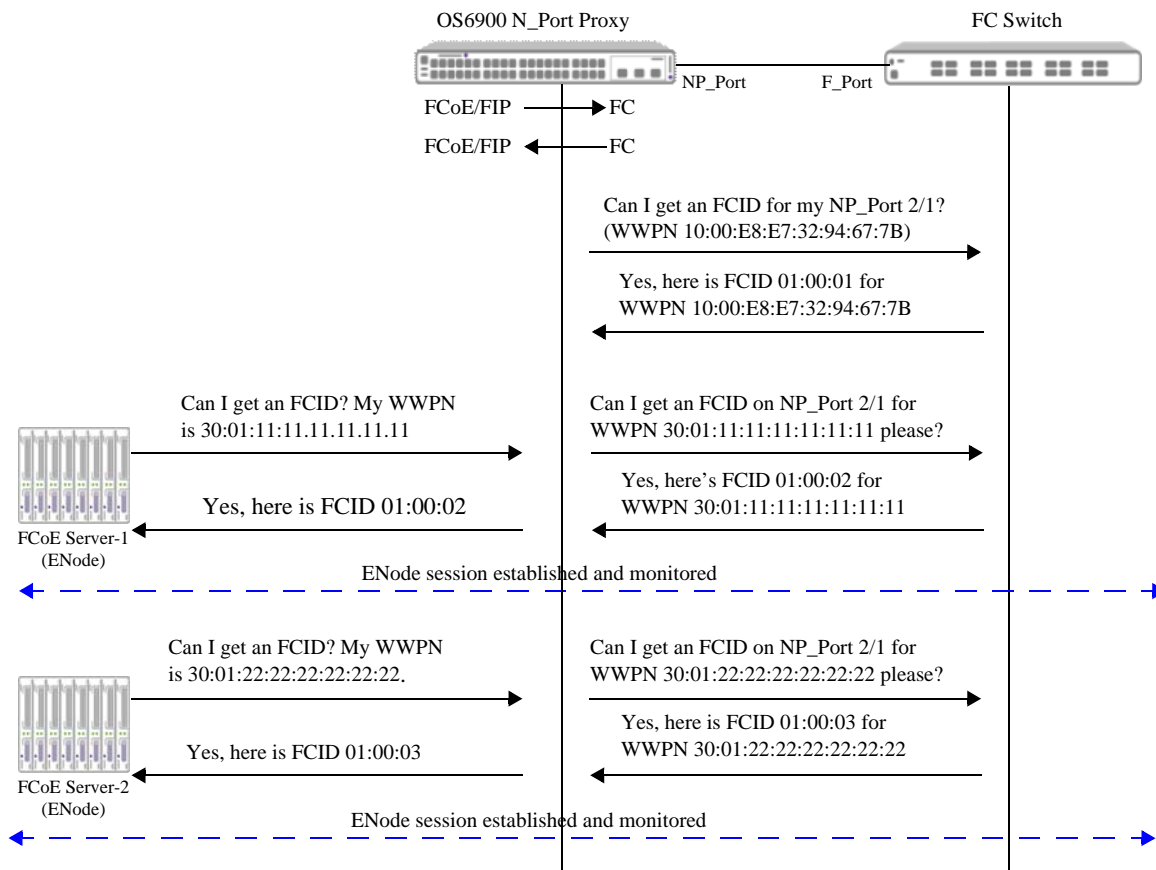 OS6900 N_Port Proxy
FC Switch
NP_Port
F_Port
FCoE/FIP
FC
FCoE/FIP
FC
Can I get an FCID for my NP_Port 2/1?
(WWPN 10:00:E8:E7:32:94:67:7B)
Yes, here is FCID 01:00:01 for
WWPN 10:00:E8:E7:32:94:67:7B
Can I get an FCID? My WWPN
is 30:01:11:11.11.11.11.11
Can I get an FCID on NP_Port 2/1 for
WWPN 30:01:11:11:11:11:11:11 please?
Yes, here is FCID 01:00:02
Yes, here’s FCID 01:00:02 for
WWPN 30:01:11:11:11:11:11:11
FCoE Server-1
(ENode)
ENode session established and monitored
Can I get an FCID? My WWPN
is 30:01:22:22:22:22:22:22.
Can I get an FCID on NP_Port 2/1 for
WWPN 30:01:22:22:22:22:22:22 please?
Yes, here is FCID 01:00:03
Yes, here is FCID 01:00:03 for
WWPN 30:01:22:22:22:22:22:22
FCoE Server-2
(ENode)
ENode session established and monitored